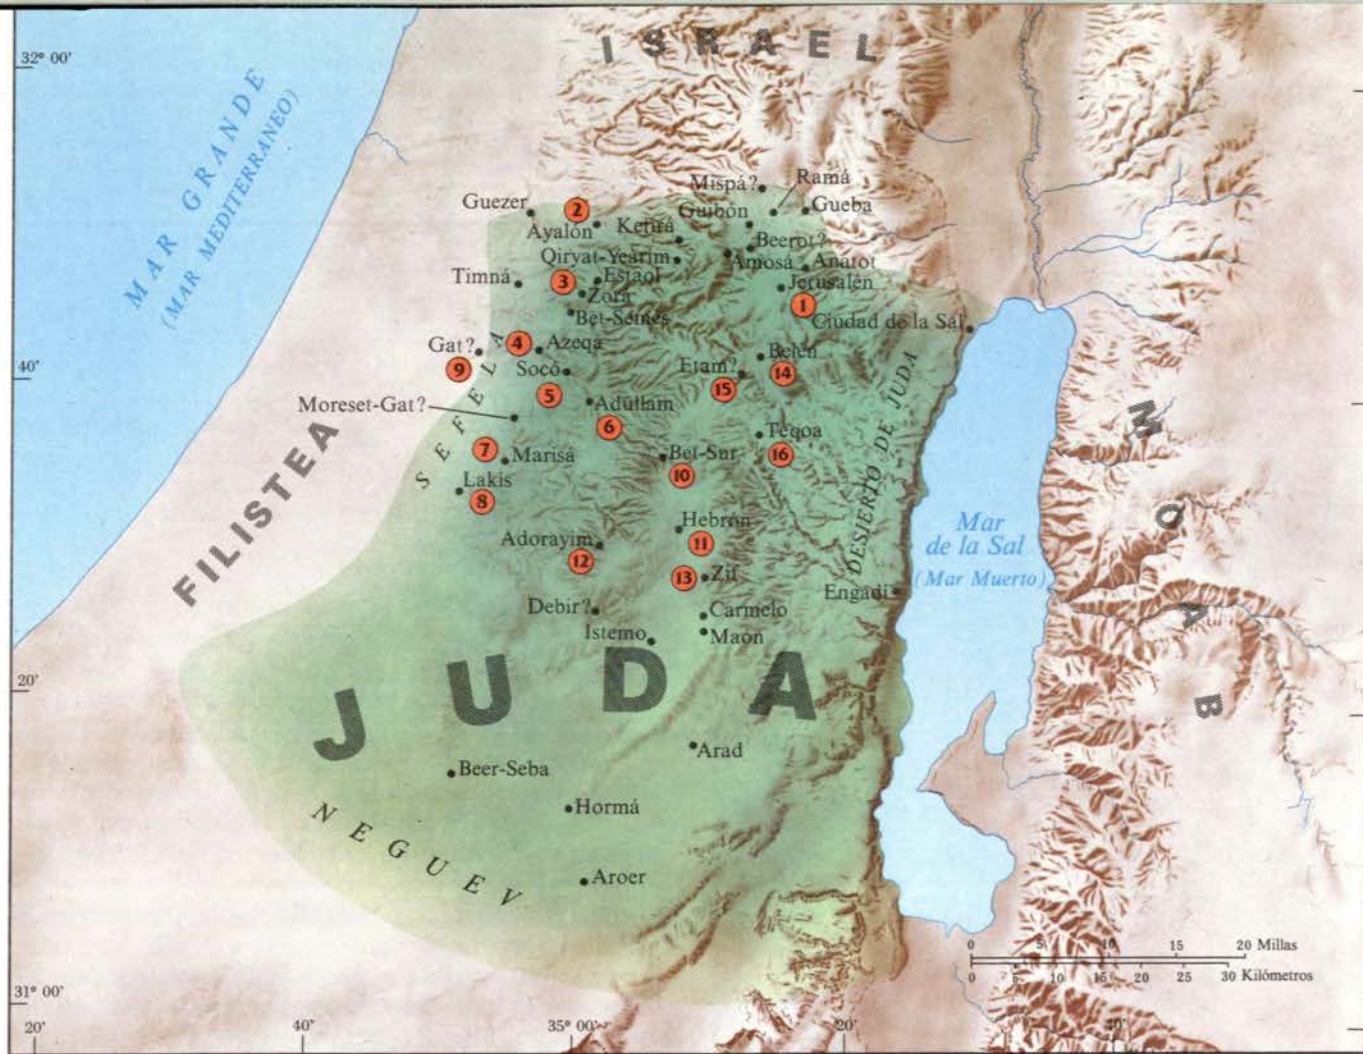 ISRAEL
32° 00'
MAR GRANDE
(MAR MEDITERRANEO)
Mispá?
Ramá
Guezer
2
Gabaón
Gueba
Ayalón
Kefirá
Beerot?
Qiryat-Yearim
Amosá
Anatot
Timná
3
Estaol
Jerusalén
Zora
1
Bet-Semes
Ciudad de la Sal
Gat?
4
Azeqa
9
Socó
Etam?
Belén
40'
15
14
5
Adullam
Moreset-Gat?
6
SEFELA
7
Marisá
Bet-Sur
Teqoa
16
10
Lakis
8
DESIERTO DE JUDA
FILISTEA
Hebrón
11
Mar
de la Sal
(Mar Muerto)
MOAB
Adorayim
12
13
Zif
Engadí
Debir?
Carmelo
Istemo
Maón
JUDA
20'
Arad
Beer-Seba
Hormá
NEGUEV
Aroer
0 5 10 15 20 Millas
0 5 10 15 20 25 30 Kilómetros
31° 00'
20' 40' 35° 00' 20' 40'